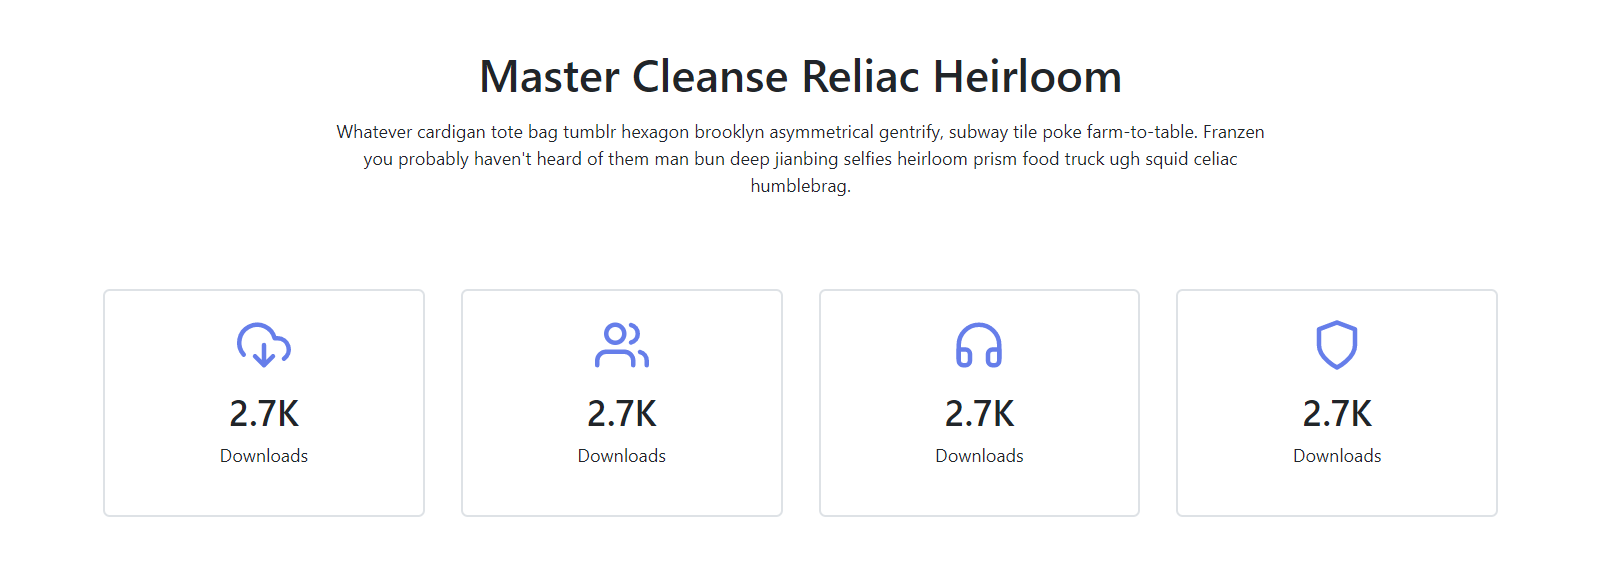 Master Cleanse Reliac Heirloom
Whatever cardigan tote bag tumblr hexagon brooklyn asymmetrical gentrify, subway tile poke farm-to-table. Franzen
you probably haven't heard of them man bun deep jianbing selfies heirloom prism food truck ugh squid celiac
humblebrag.
2.7K
Downloads
2.7K
Downloads
2.7K
Downloads
2.7K
Downloads